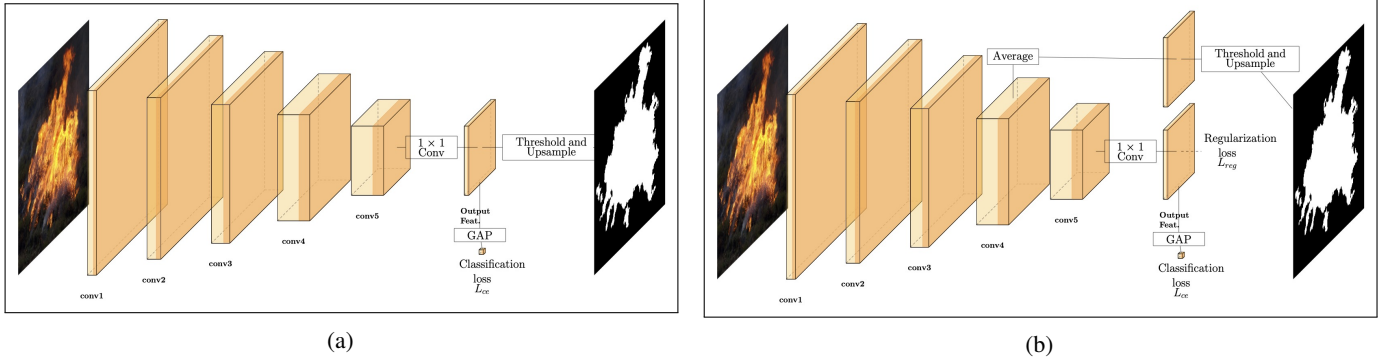 1 × 1
Conv
Threshold and
Upsample
conv5
Output
Feat.
GAP
conv4
conv3
Classification
loss
L_ce
conv2
conv1
(a)
Average
Threshold and
Upsample
1 × 1
Conv
Regularization
loss
L_reg
conv5
Output
Feat.
GAP
conv4
conv3
Classification
loss
L_ce
conv2
conv1
(b)